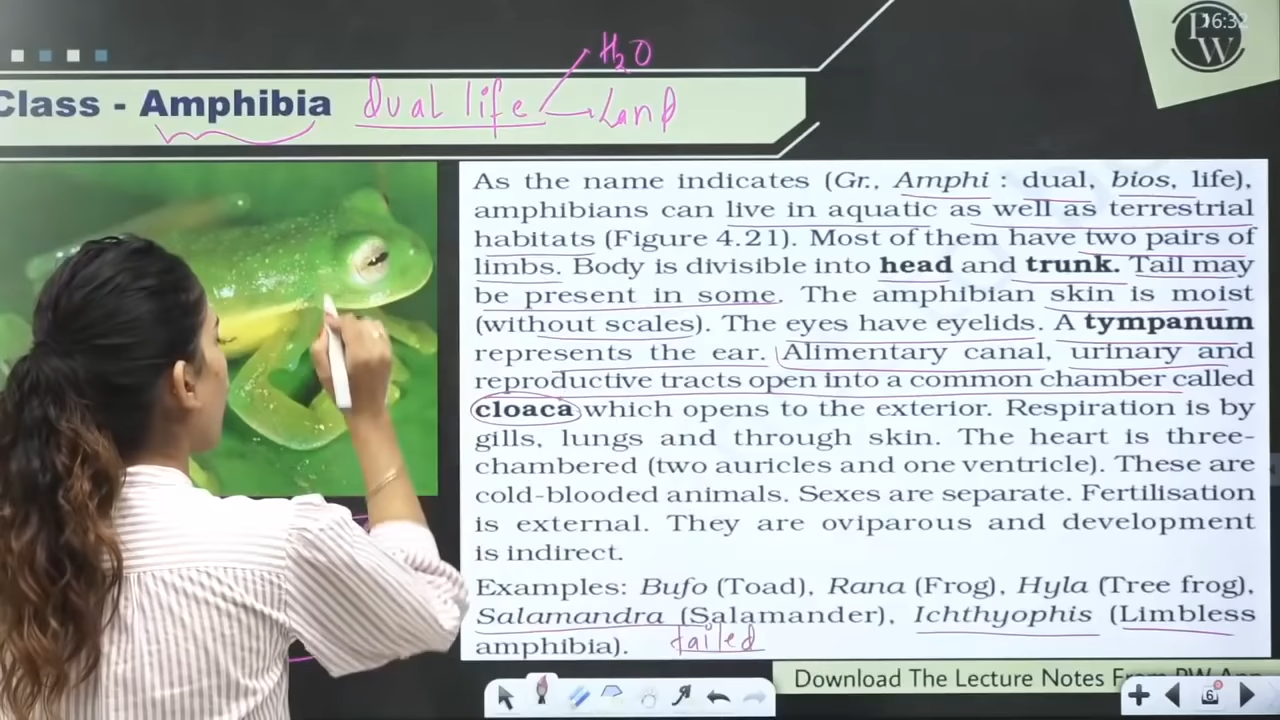 PW
16:32
H2O
Class - Amphibia dual life Land
As the name indicates (Gr., Amphi : dual, bios, life),
amphibians can live in aquatic as well as terrestrial
habitats (Figure 4.21). Most of them have two pairs of
limbs. Body is divisible into head and trunk. Tail may
be present in some. The amphibian skin is moist
(without scales). The eyes have eyelids. A tympanum
represents the ear. Alimentary canal, urinary and
reproductive tracts open into a common chamber called
cloaca which opens to the exterior. Respiration is by
gills, lungs and through skin. The heart is three-
chambered (two auricles and one ventricle). These are
cold-blooded animals. Sexes are separate. Fertilisation
is external. They are oviparous and development
is indirect.
Examples: Bufo (Toad), Rana (Frog), Hyla (Tree frog),
Salamandra (Salamander), Ichthyophis (Limbless
amphibia). tailed
Download The Lecture Notes From PW App
6